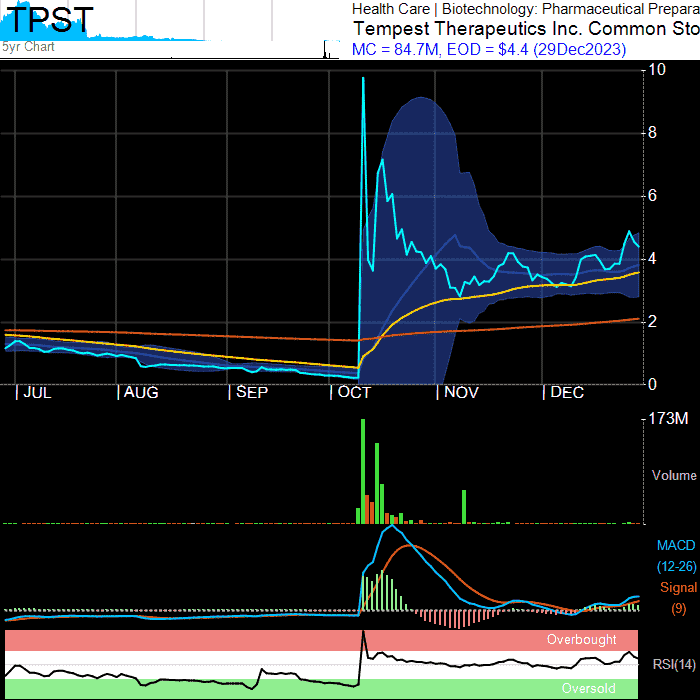 TPST
Health Care | Biotechnology: Pharmaceutical Prepara
Tempest Therapeutics Inc. Common Sto
5yr Chart
MC = 84.7M, EOD = $4.4 (29Dec2023)
10
8
6
4
2
0
JUL AUG SEP OCT NOV DEC
173M
Volume
MACD
(12-26)
Signal
(9)
Overbought
RSI(14)
Oversold